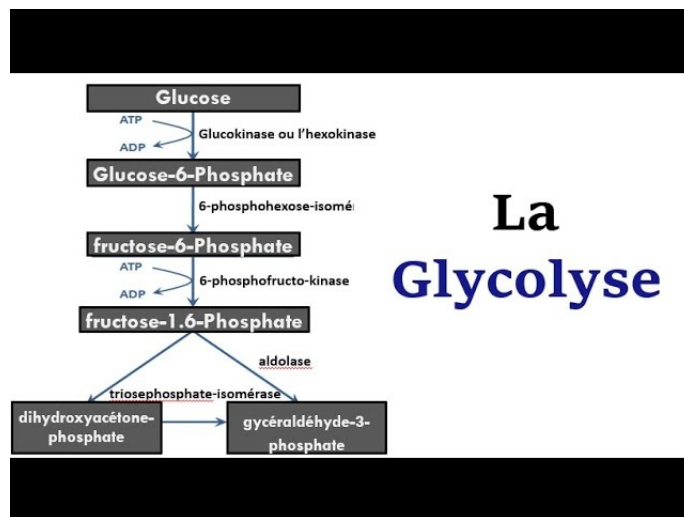 Glucose
ATP
Glucokinase ou l'hexokinase
ADP
Glucose-6-Phosphate
6-phosphohexose-isomé
fructose-6-Phosphate
ATP
6-phosphofructo-kinase
ADP
fructose-1.6-Phosphate
aldolase
triosephosphate-isomérase
dihydroxyacétone-
phosphate
gycéraldéhyde-3-
phosphate
La
Glycolyse